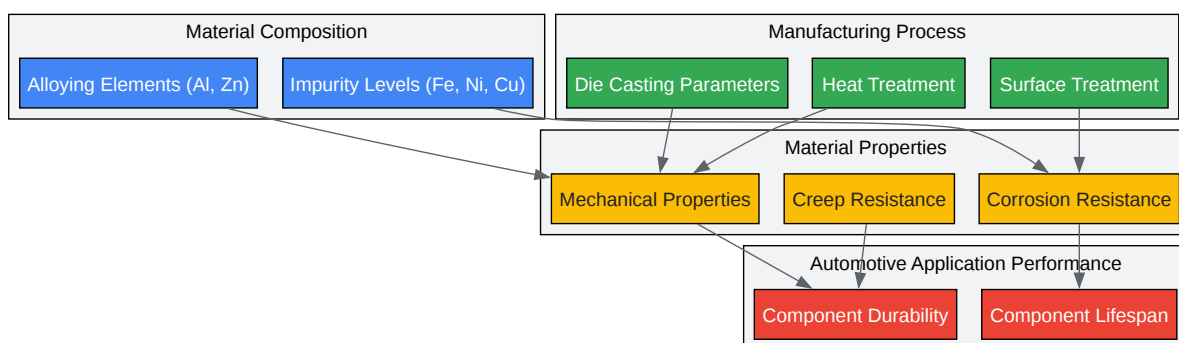 Material Composition
Manufacturing Process
Alloying Elements (Al, Zn)
Impurity Levels (Fe, Ni, Cu)
Die Casting Parameters
Heat Treatment
Surface Treatment
Material Properties
Mechanical Properties
Creep Resistance
Corrosion Resistance
Automotive Application Performance
Component Durability
Component Lifespan